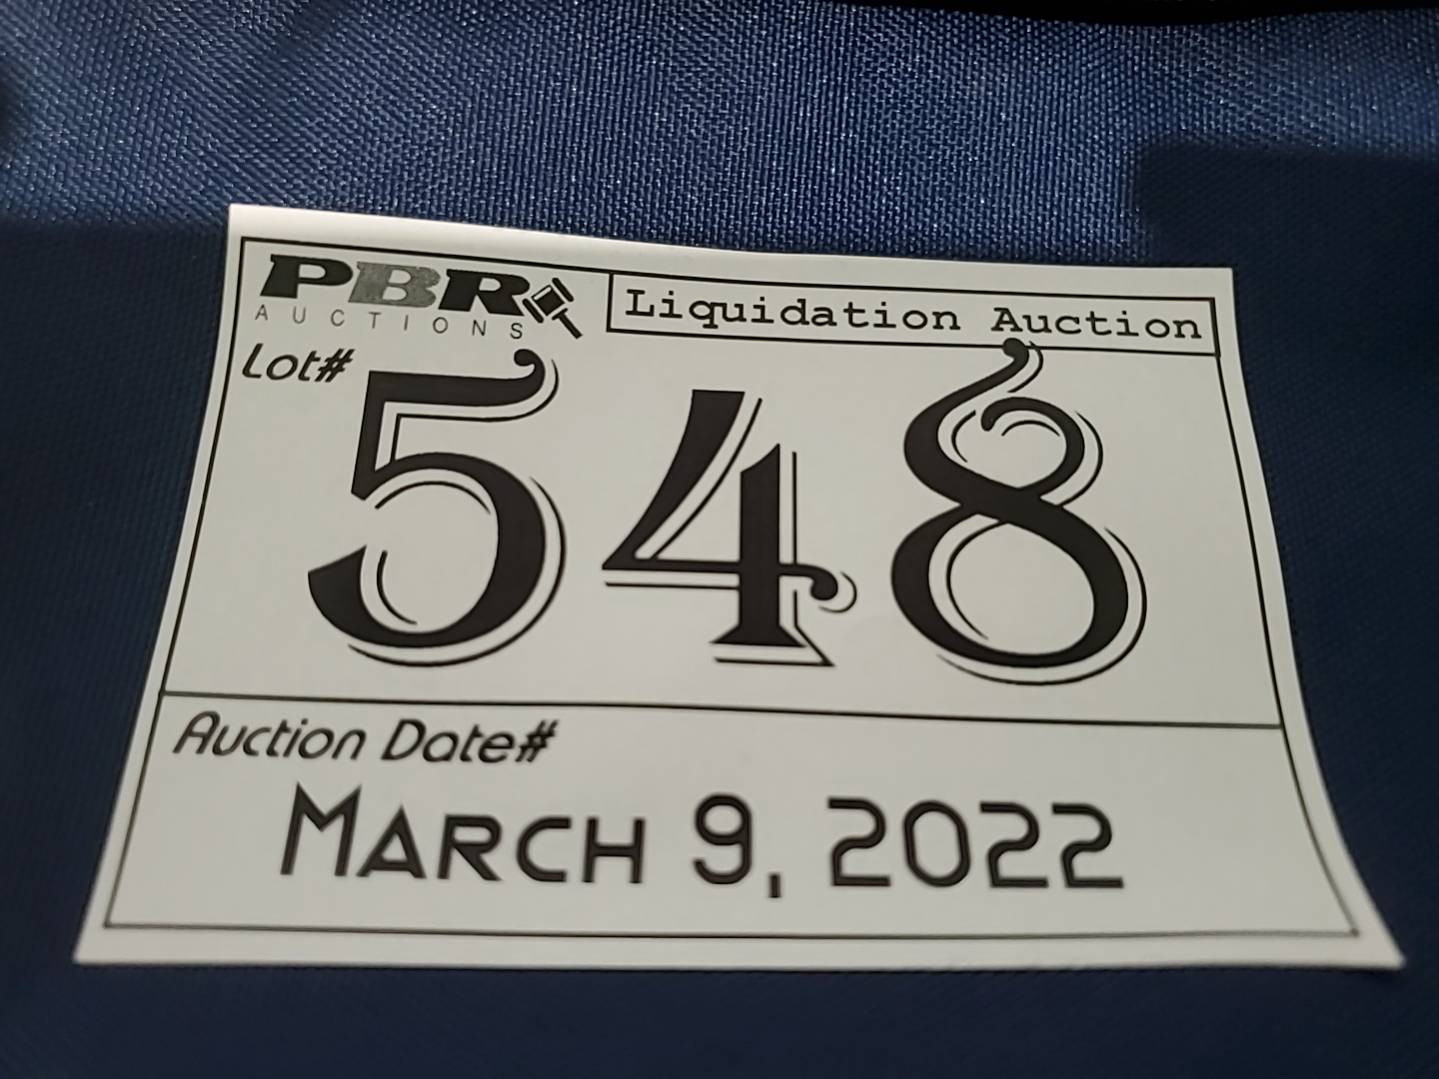 PBR
AUCTIONS
Liquidation Auction
Lot#
548
Auction Date#
MARCH 9, 2022